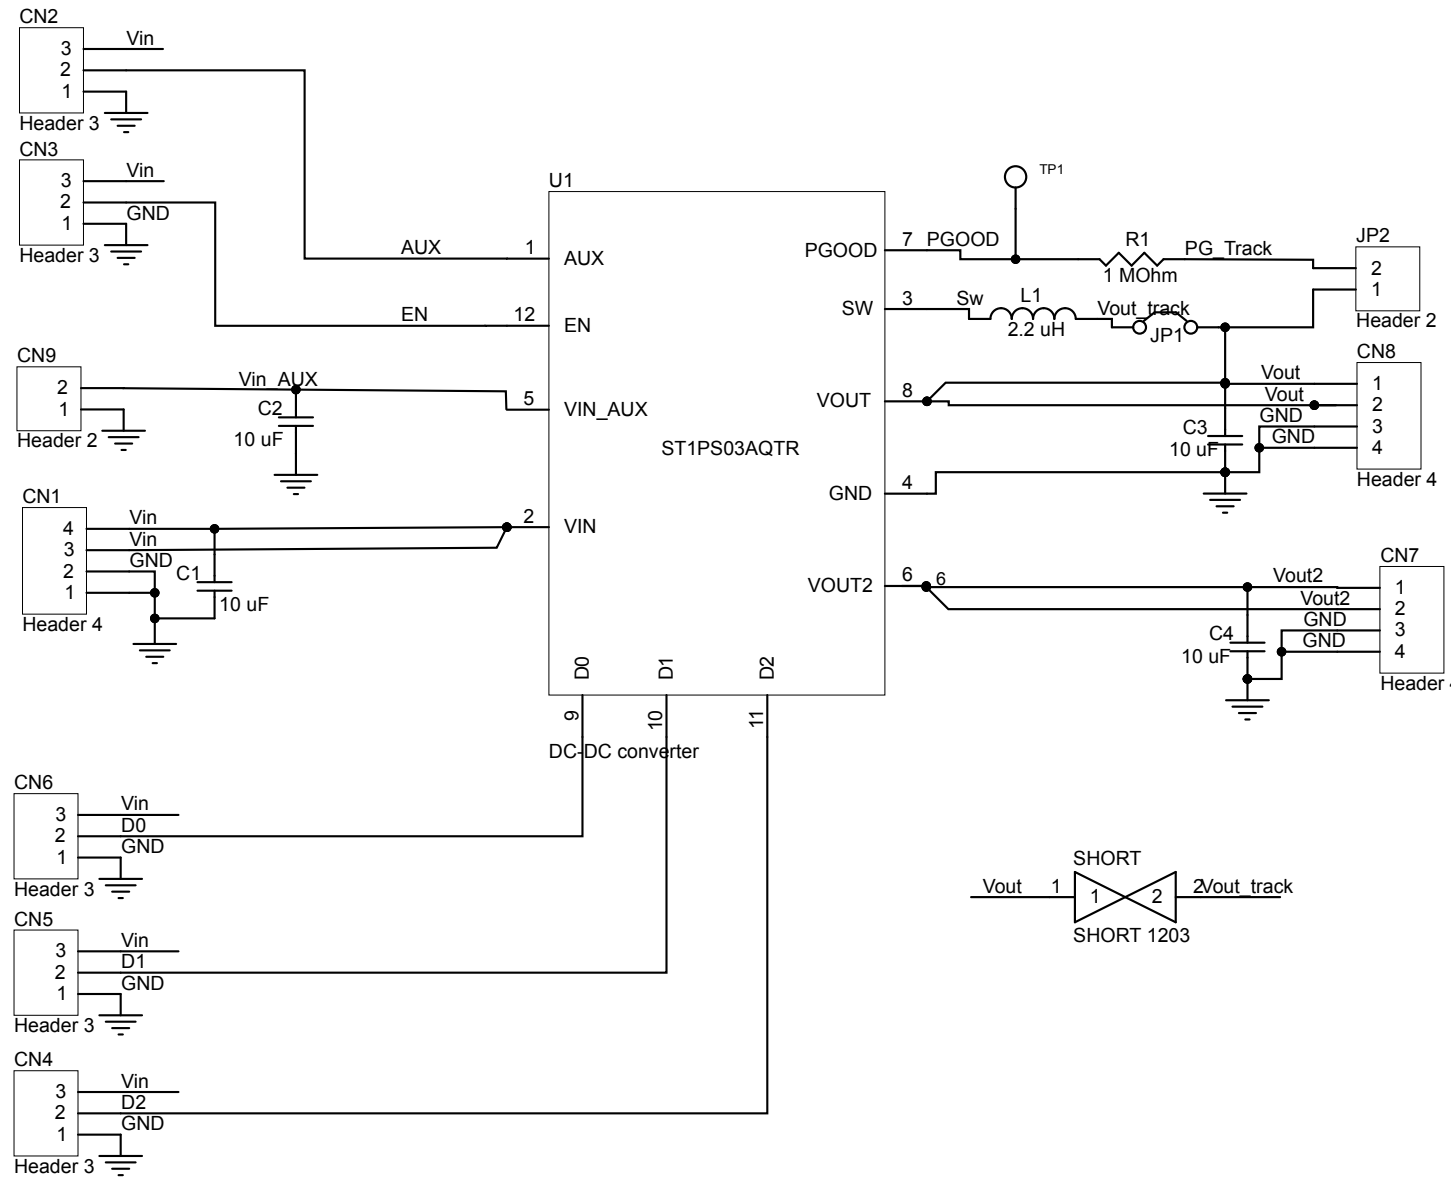 CN2
3 Vin
2
1
Header 3
CN3
3 Vin
2
GND
1
Header 3
AUX 1 AUX
EN 12 EN
CN9
2 Vin_AUX
1
Header 2
C2
10 uF
5 VIN_AUX
CN1
4 Vin
3 Vin
2 GND
1
Header 4
C1
10 uF
2 VIN
U1
ST1PS03AQTR
DC-DC converter
PGOOD 7 PGOOD
TP1
R1
1 MOhm
PG_Track
JP2
2
1
Header 2
SW 3 Sw
L1
2.2 uH
Vout_track
JP1
VOUT 8
CN8
Vout 1
Vout 2
GND 3
GND 4
Header 4
C3
10 uF
GND 4
VOUT2 6 6
CN7
Vout2 1
Vout2 2
GND 3
GND 4
Header
C4
10 uF
D0 D1 D2
9 10 11
CN6
3 Vin
2 D0
1 GND
Header 3
CN5
3 Vin
2 D1
1 GND
Header 3
CN4
3 Vin
2 D2
1 GND
Header 3
SHORT
Vout 1 1 2 2 Vout_track
SHORT 1203